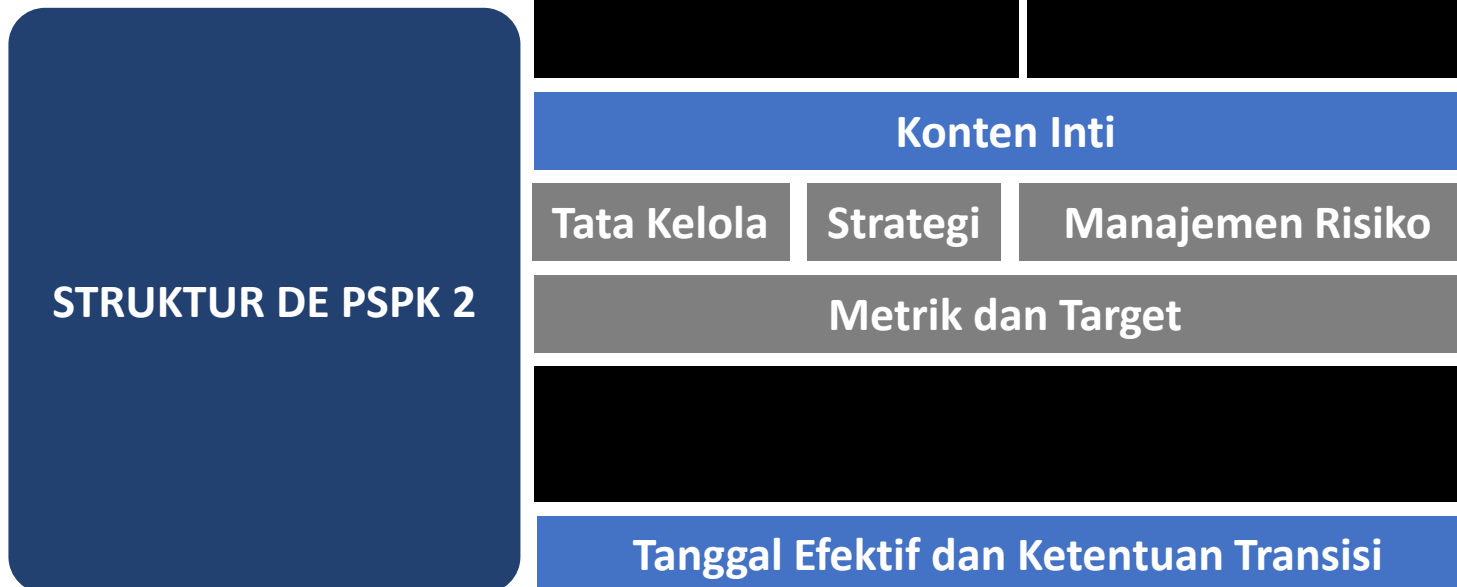 STRUKTUR DE PSPK 2
Konten Inti
Tata Kelola
Strategi
Manajemen Risiko
Metrik dan Target
Tanggal Efektif dan Ketentuan Transisi